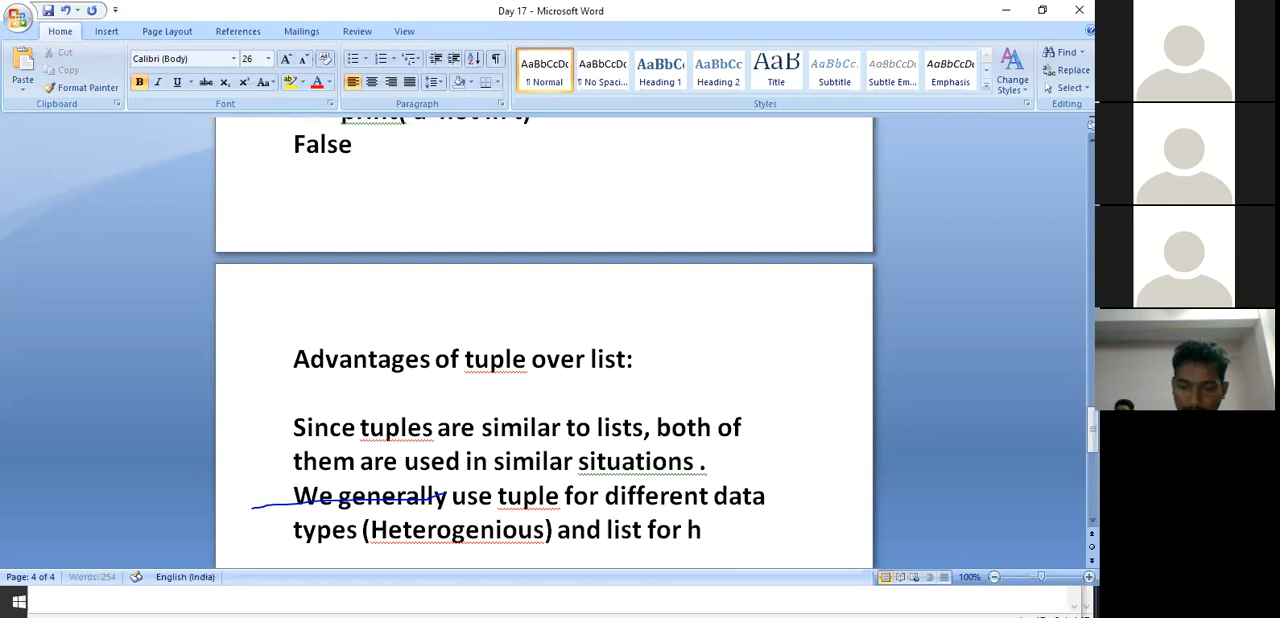 Day 17 - Microsoft Word
Home Insert Page Layout References Mailings Review View
Paste
Cut
Copy
Format Painter
Clipboard
Calibri (Body) 26
Font
Paragraph
AaBbCcDc AaBbCcDc AaBbC AaBbCc AaB AaBbCc. AaBbCcDc AaBbCcDc
¶ Normal ¶ No Spaci... Heading 1 Heading 2 Title Subtitle Subtle Em... Emphasis
Styles
Change Styles
Find
Replace
Select
Editing
False
Advantages of tuple over list:
Since tuples are similar to lists, both of
them are used in similar situations .
We generally use tuple for different data
types (Heterogenious) and list for h
Page: 4 of 4 Words: 254 English (India) 100%